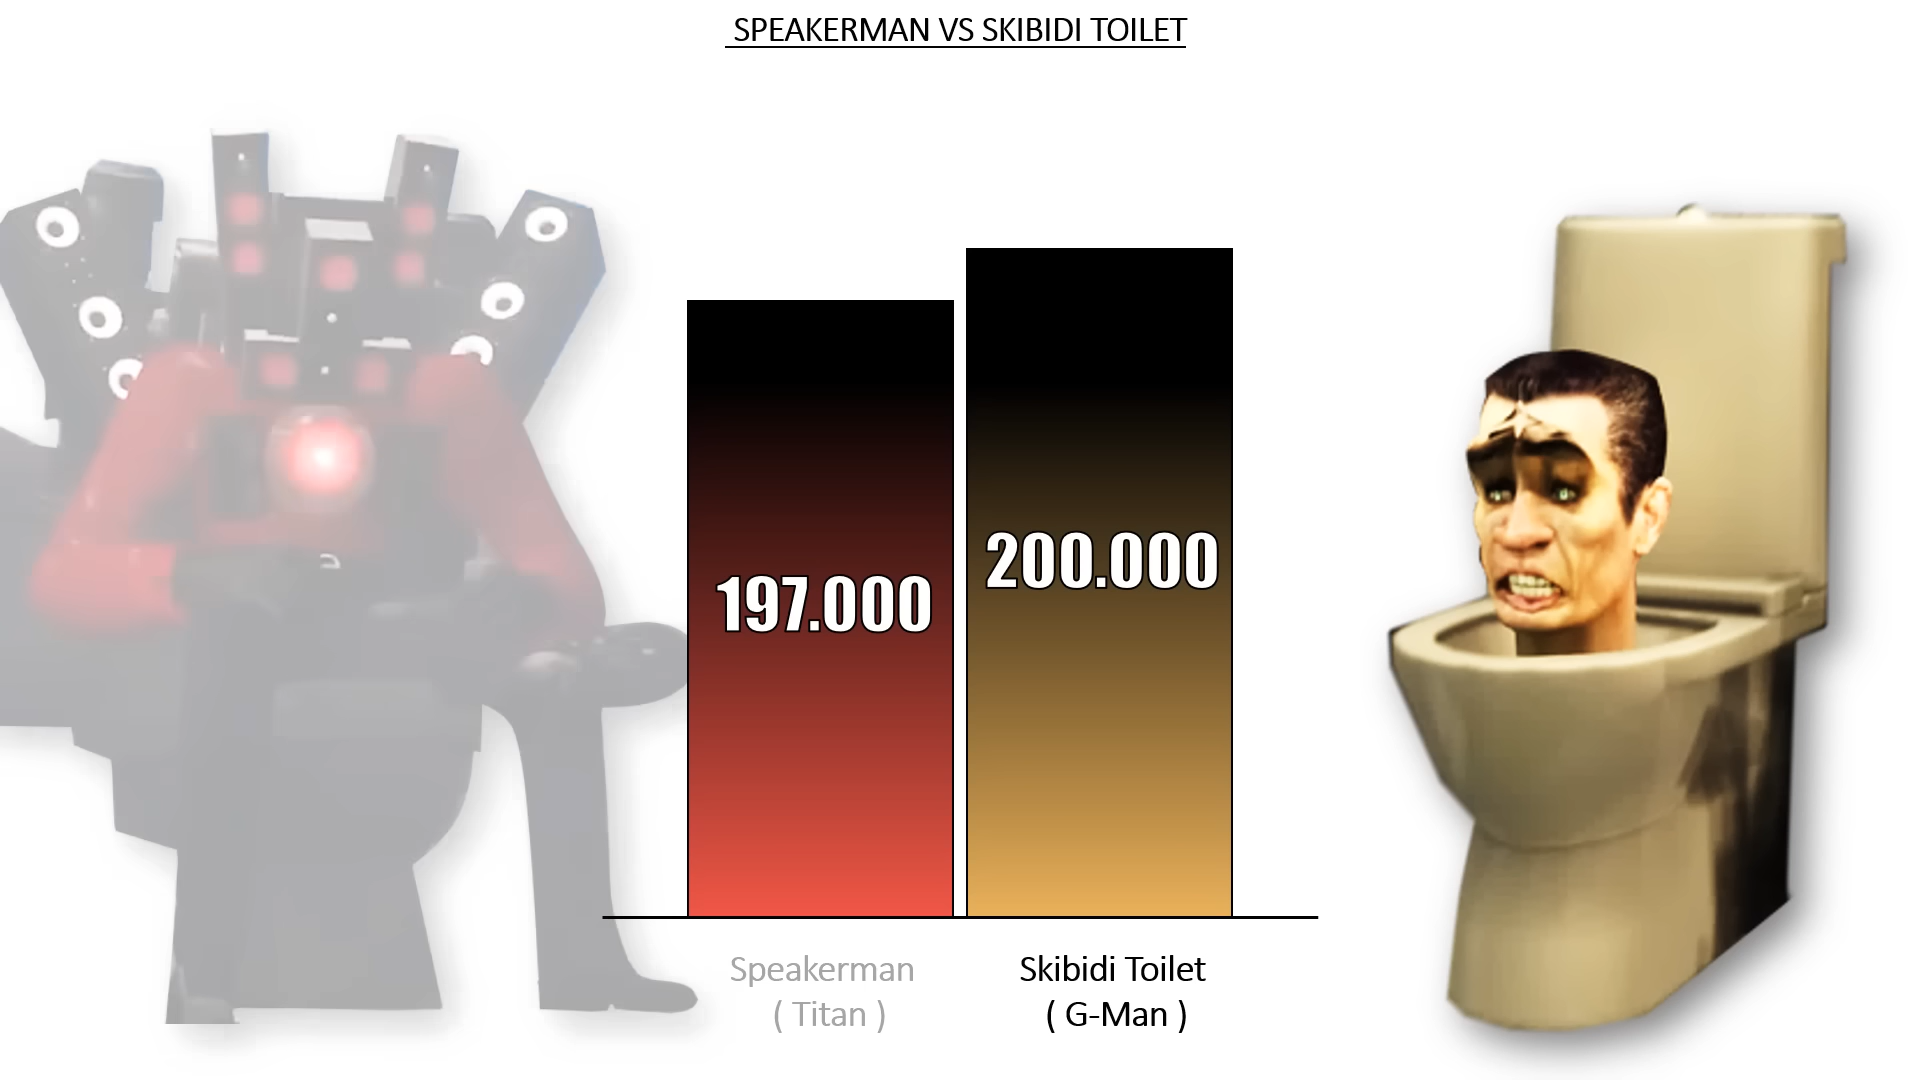 SPEAKERMAN VS SKIBIDI TOILET
197.000
200.000
Speakerman
( Titan )
Skibidi Toilet
( G-Man )